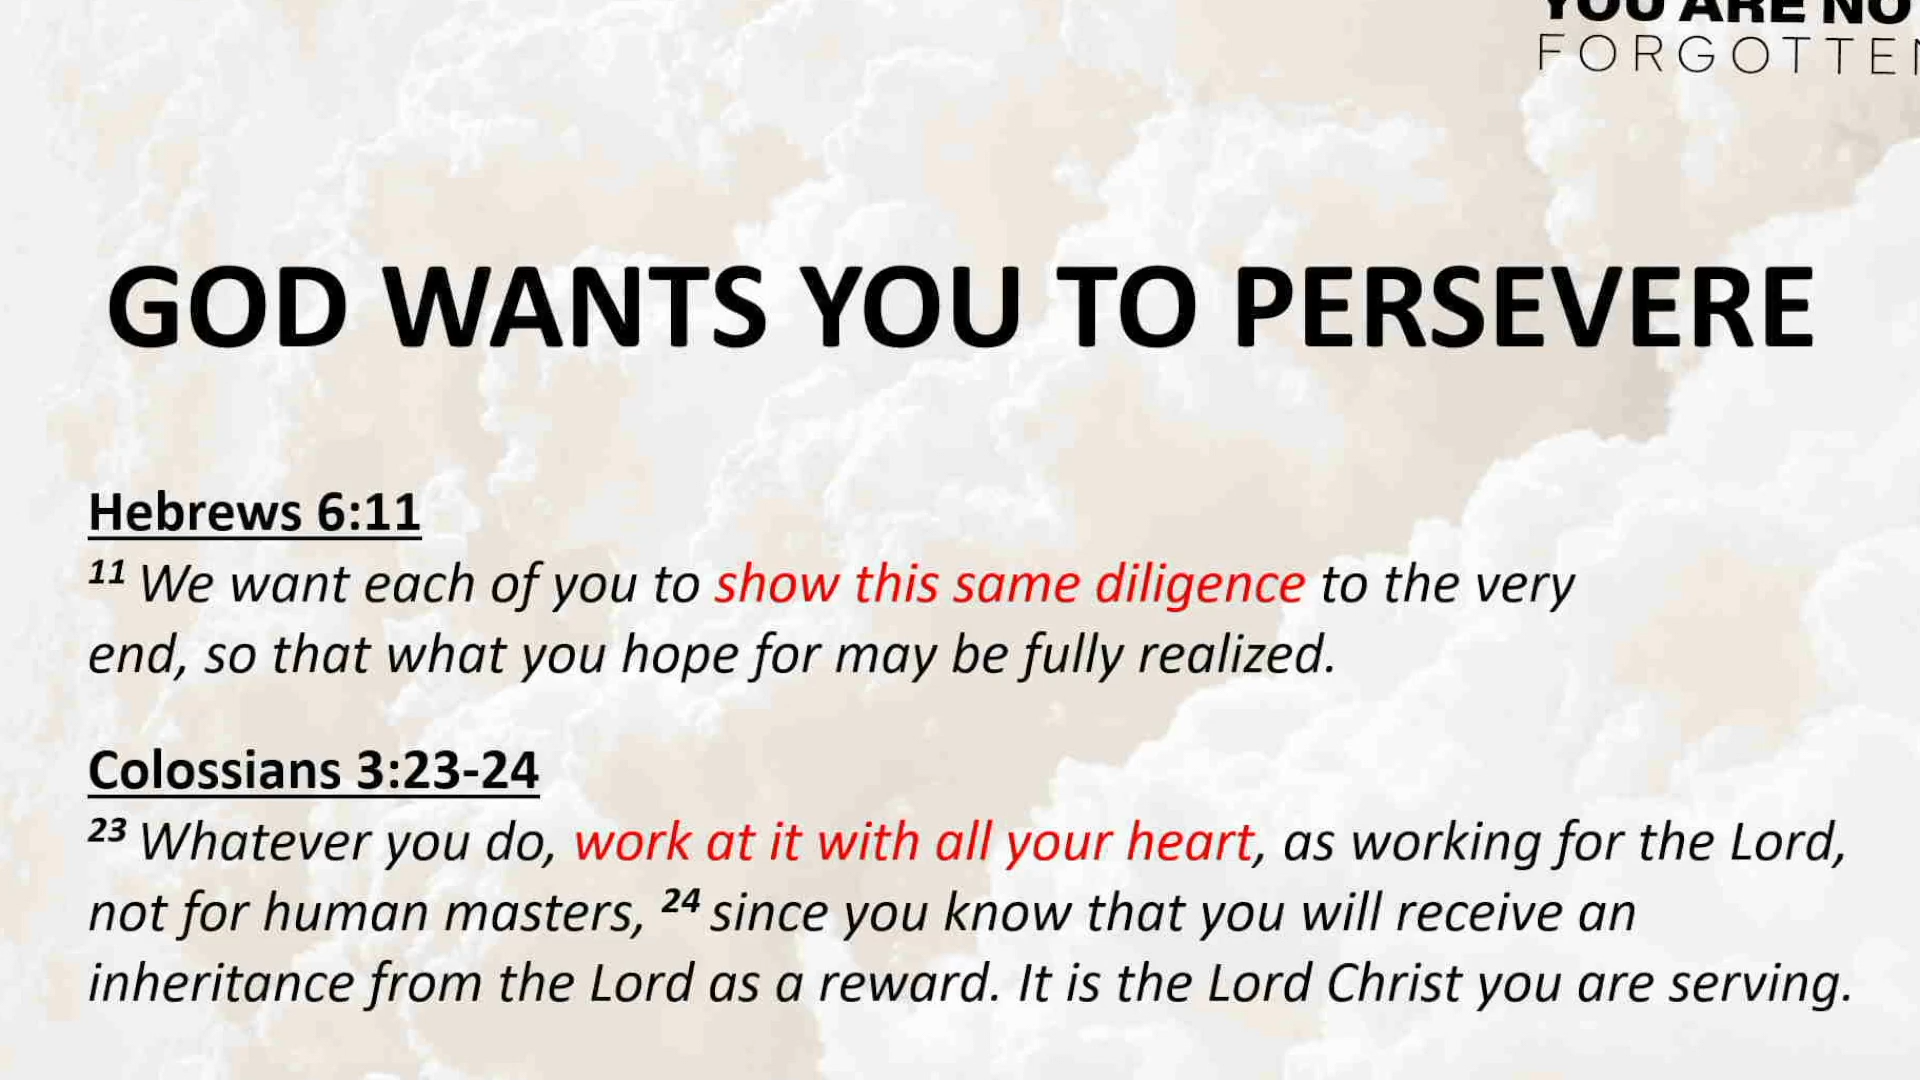 YOU ARE NO
FORGOTTEN
GOD WANTS YOU TO PERSEVERE
Hebrews 6:11
11 We want each of you to show this same diligence to the very
end, so that what you hope for may be fully realized.
Colossians 3:23-24
23 Whatever you do, work at it with all your heart, as working for the Lord,
not for human masters, 24 since you know that you will receive an
inheritance from the Lord as a reward. It is the Lord Christ you are serving.